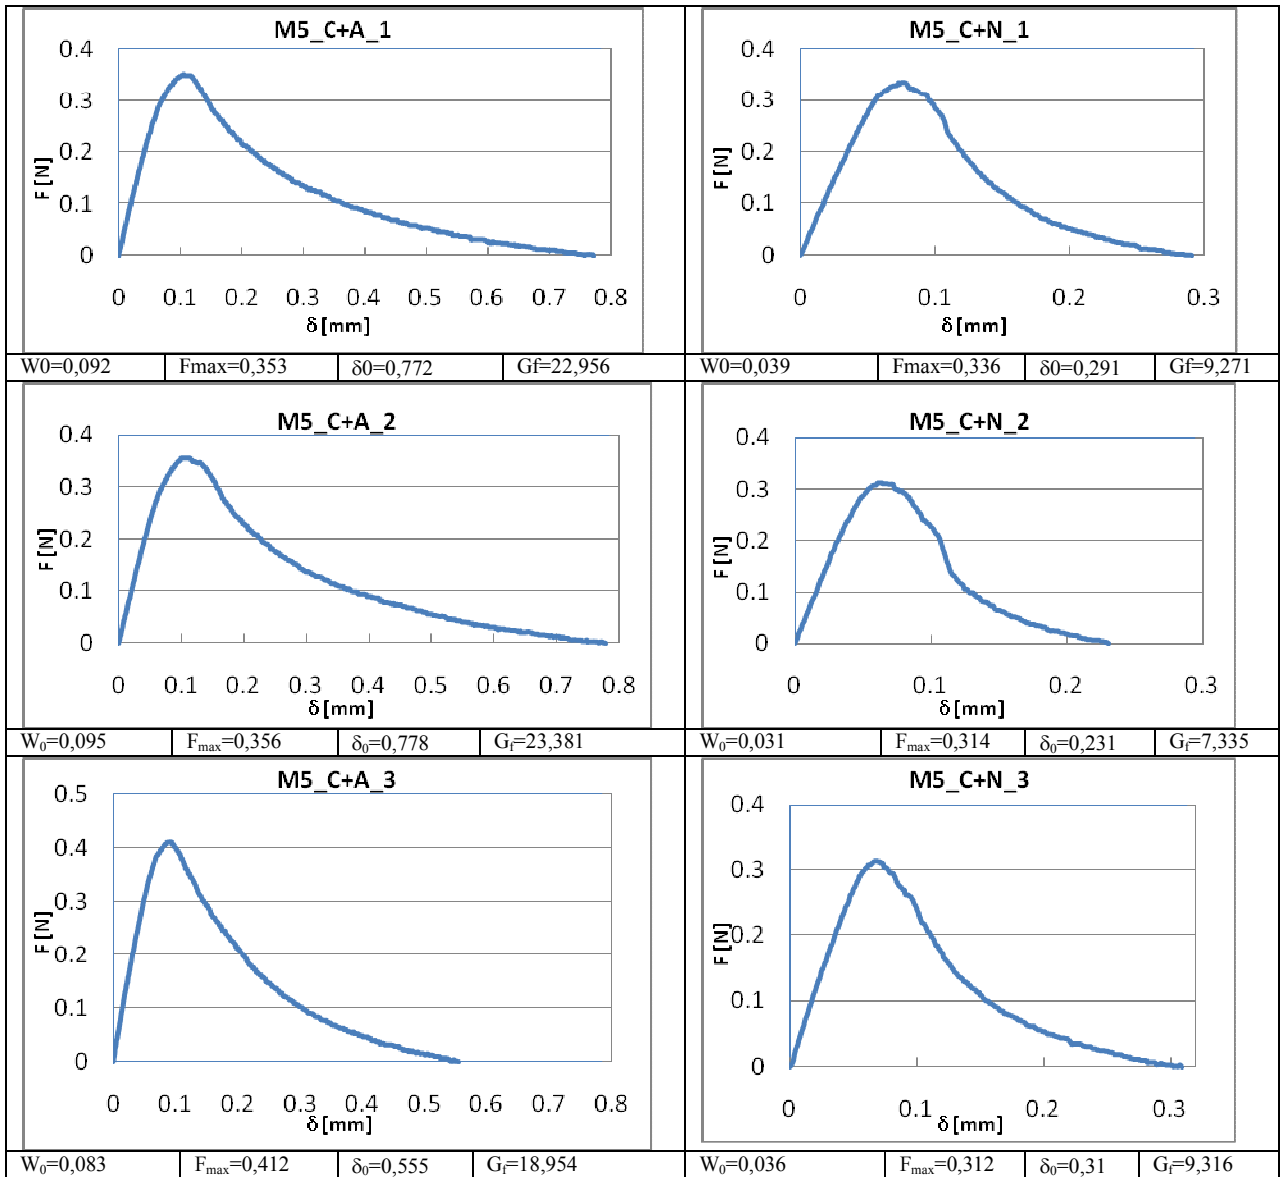 M5_C+A_1
0.4
0.3
0.2
0.1
0
F [N]
0 0.1 0.2 0.3 0.4 0.5 0.6 0.7 0.8
δ [mm]
W0=0,092 Fmax=0,353 δ0=0,772 Gf=22,956
M5_C+N_1
0.4
0.3
0.2
0.1
0
F [N]
0 0.1 0.2 0.3
δ [mm]
W0=0,039 Fmax=0,336 δ0=0,291 Gf=9,271
M5_C+A_2
0.4
0.3
0.2
0.1
0
F [N]
0 0.1 0.2 0.3 0.4 0.5 0.6 0.7 0.8
δ [mm]
W₀=0,095 Fₘₐₓ=0,356 δ₀=0,778 G_f=23,381
M5_C+N_2
0.4
0.3
0.2
0.1
0
F [N]
0 0.1 0.2 0.3
δ [mm]
W₀=0,031 Fₘₐₓ=0,314 δ₀=0,231 G_f=7,335
M5_C+A_3
0.5
0.4
0.3
0.2
0.1
0
F [N]
0 0.1 0.2 0.3 0.4 0.5 0.6 0.7 0.8
δ [mm]
W₀=0,083 Fₘₐₓ=0,412 δ₀=0,555 G_f=18,954
M5_C+N_3
0.4
0.3
0.2
0.1
0
F [N]
0 0.1 0.2 0.3
δ [mm]
W₀=0,036 Fₘₐₓ=0,312 δ₀=0,31 G_f=9,316